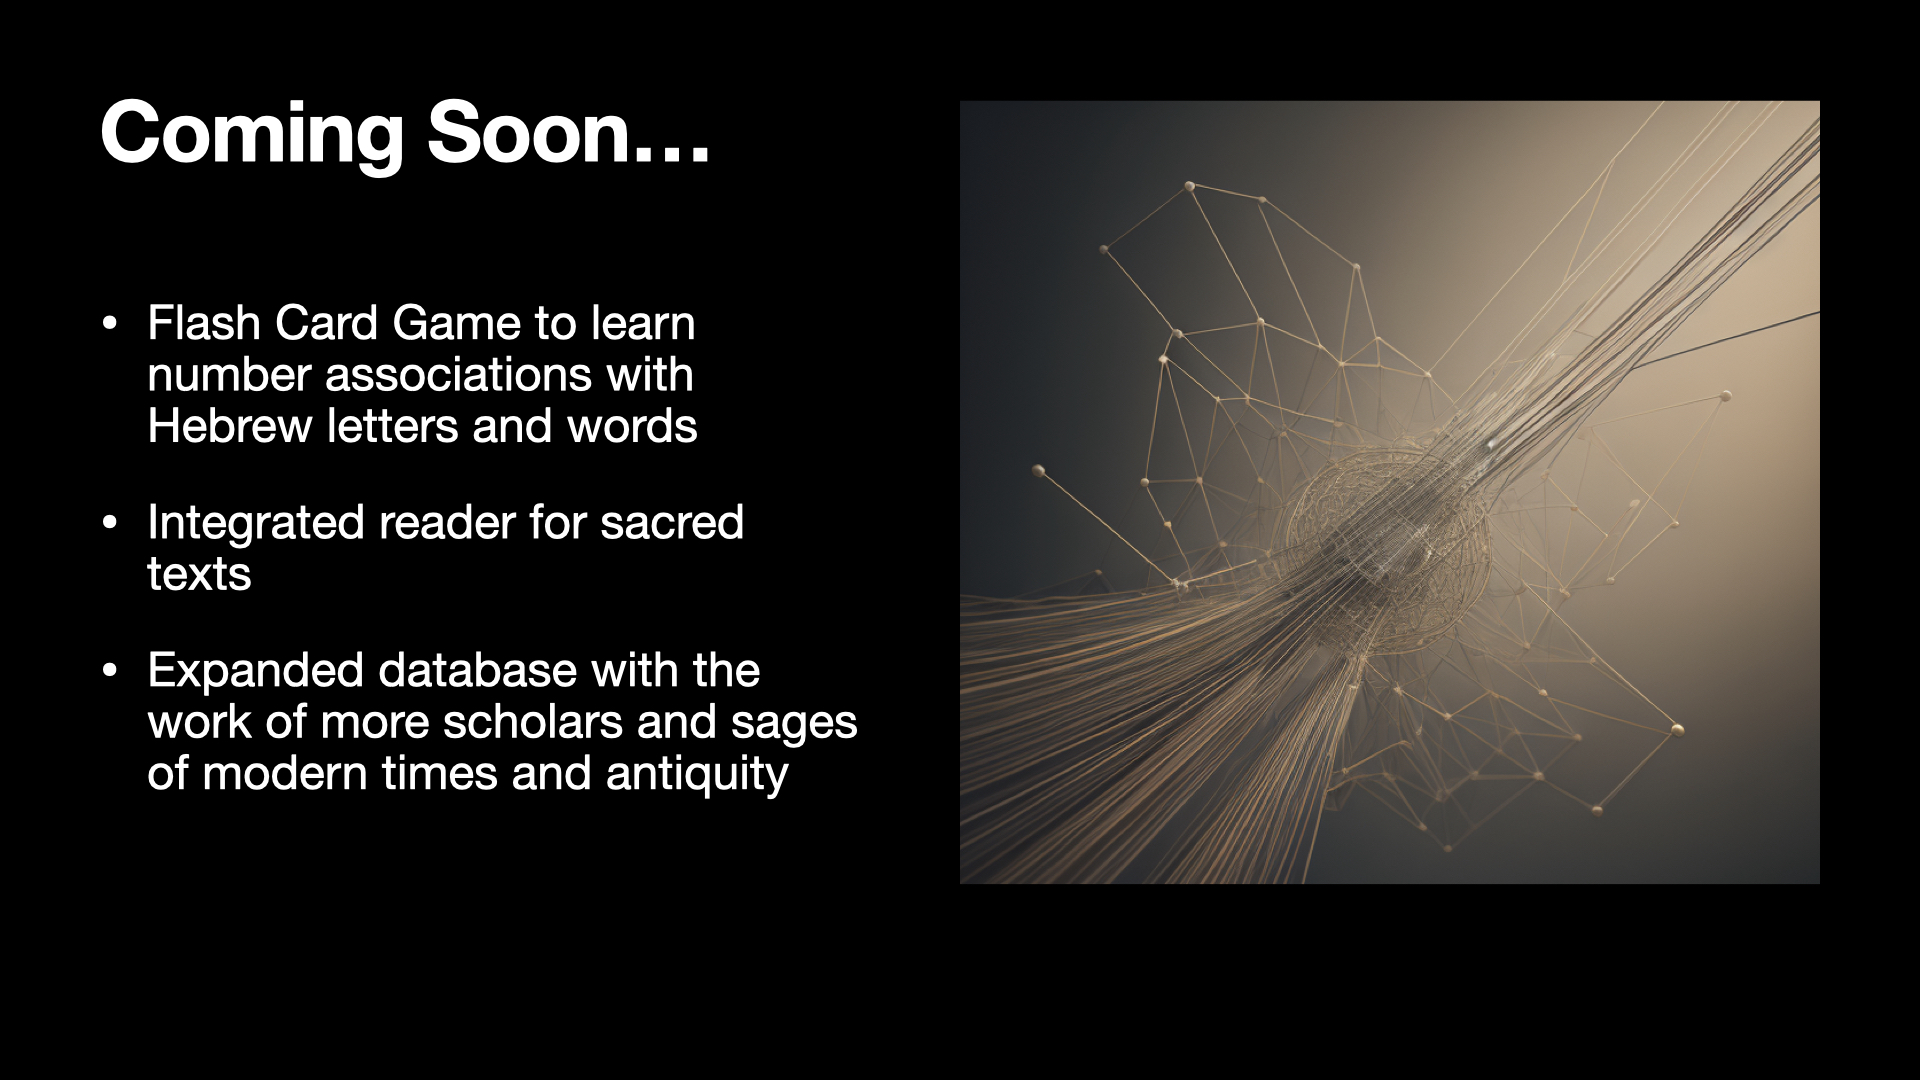 Coming Soon…
• Flash Card Game to learn
number associations with
Hebrew letters and words
• Integrated reader for sacred
texts
• Expanded database with the
work of more scholars and sages
of modern times and antiquity